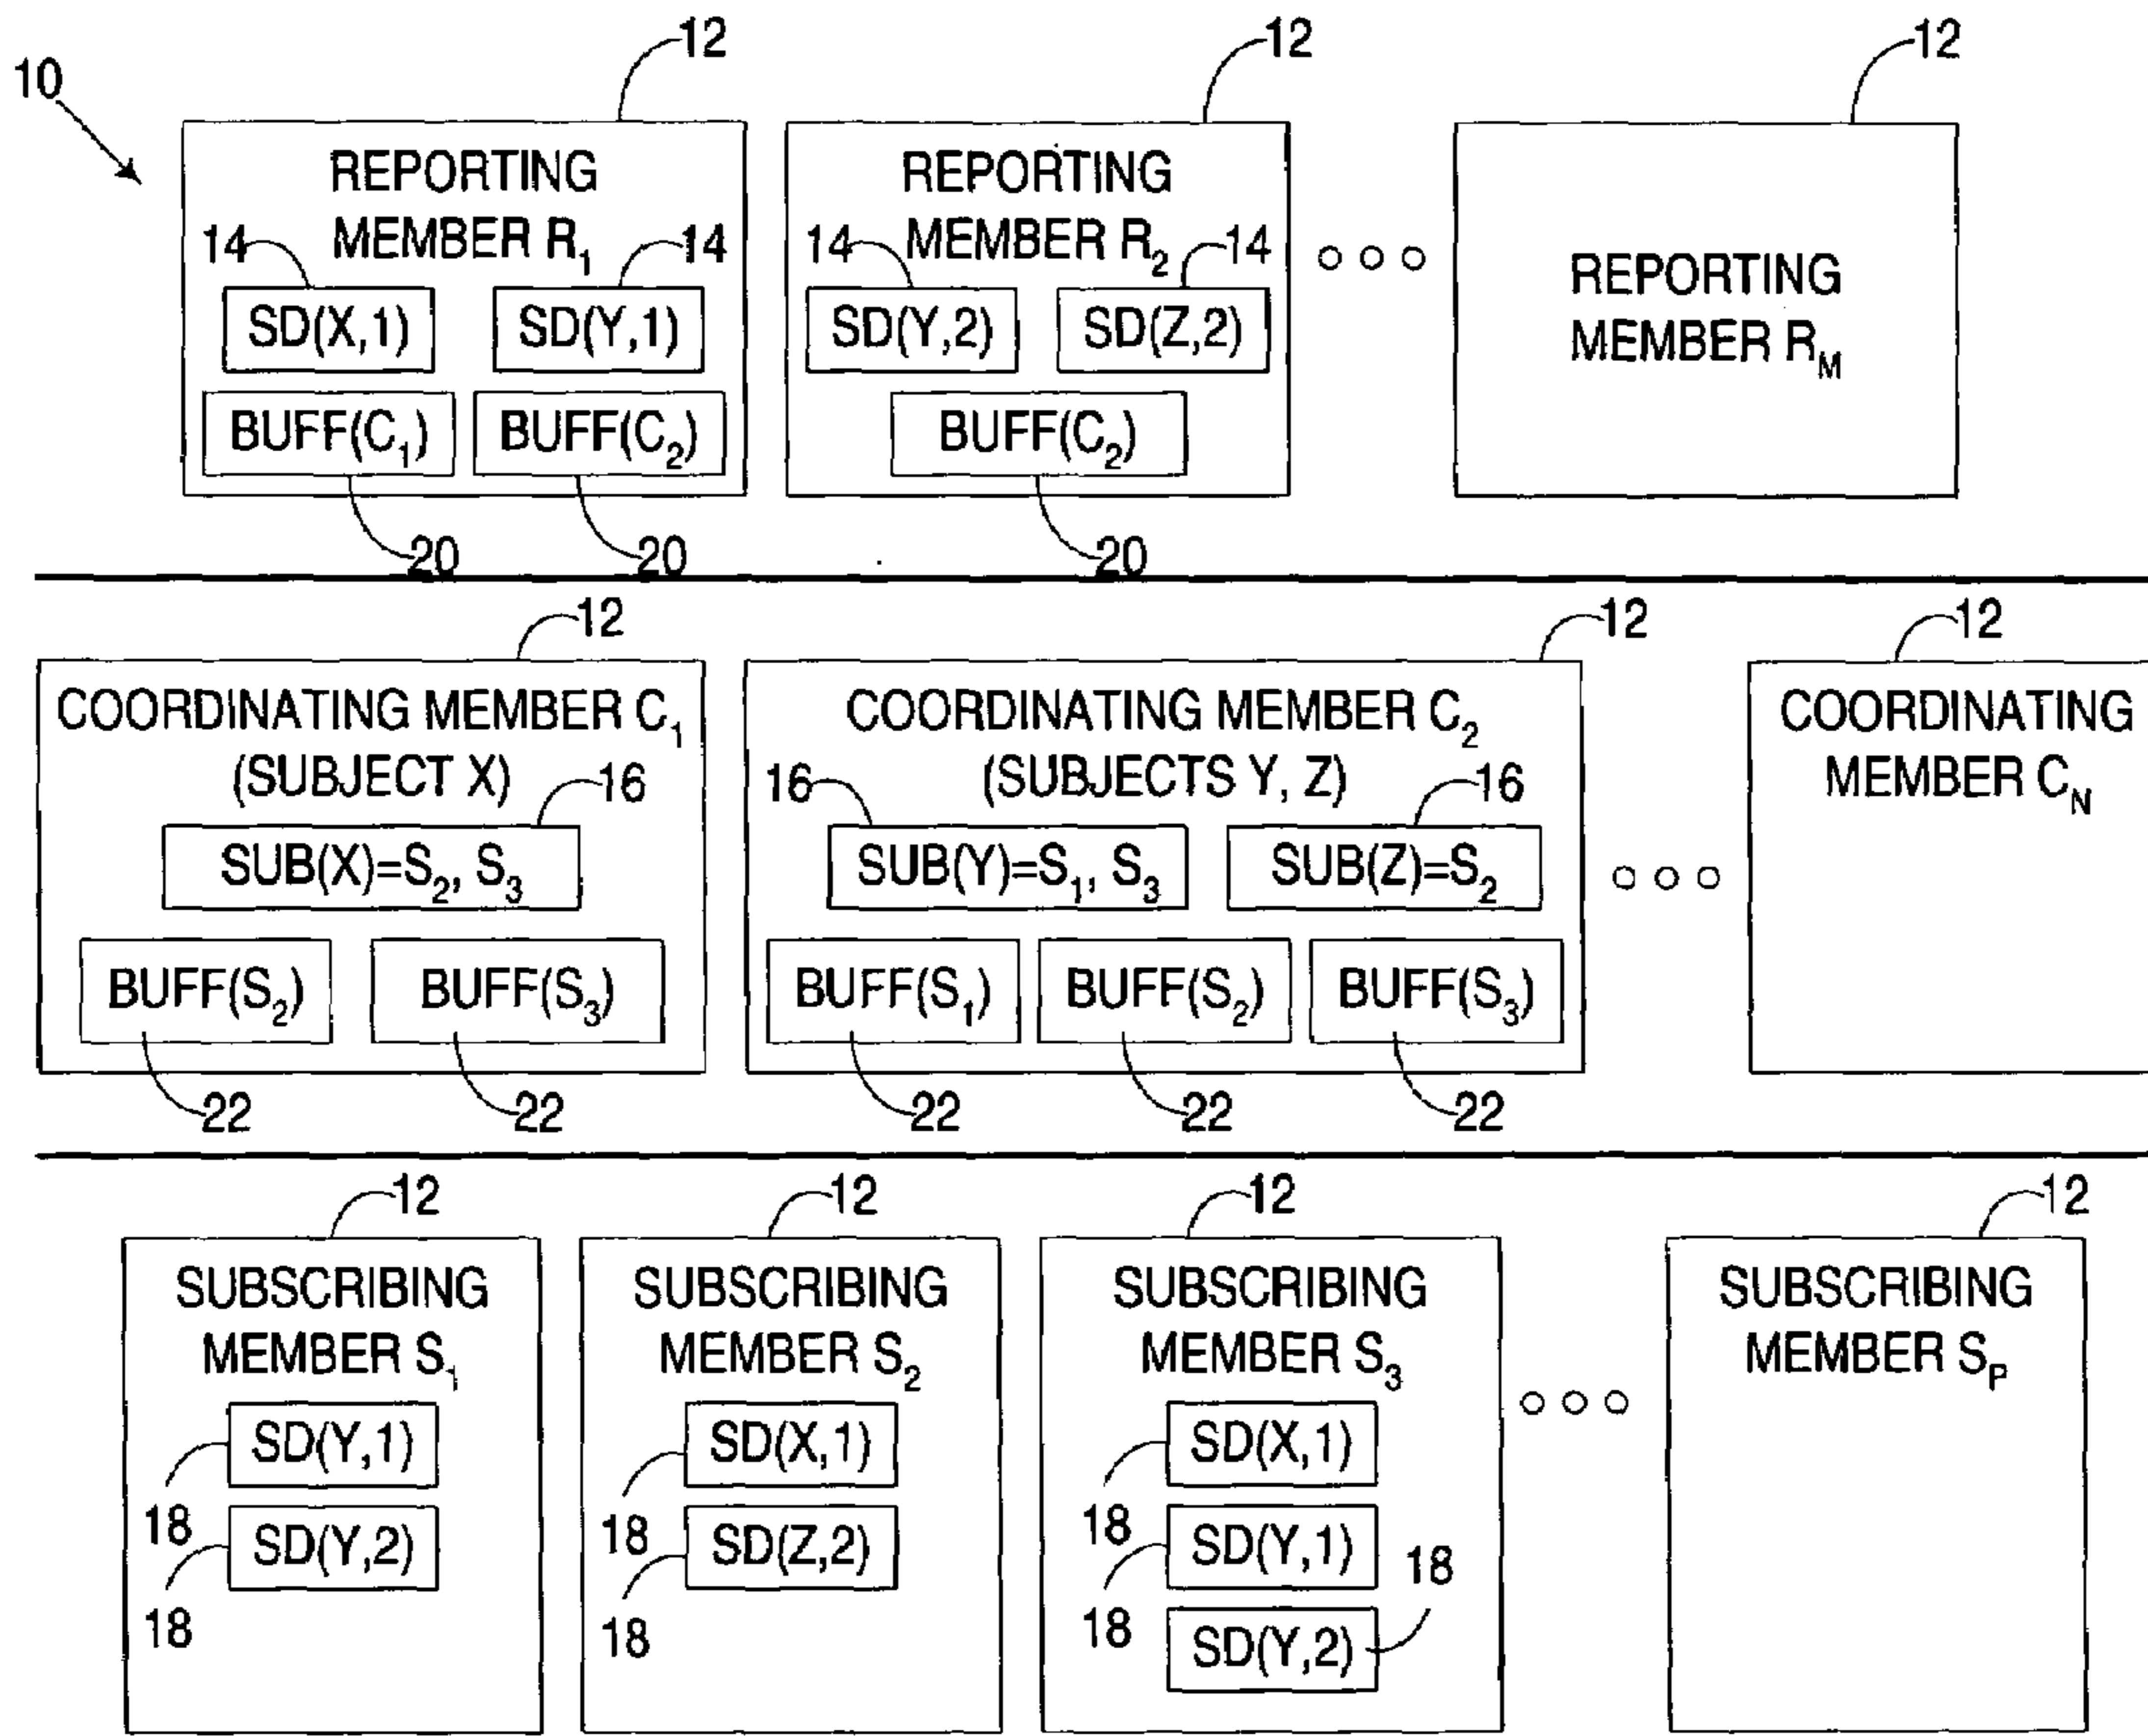 10
12
12
12
REPORTING
MEMBER R₁
14
14
SD(X,1)
SD(Y,1)
BUFF(C₁)
BUFF(C₂)
20
20
REPORTING
MEMBER R₂
14
14
SD(Y,2)
SD(Z,2)
BUFF(C₂)
20
REPORTING
MEMBER R_M
12
12
12
COORDINATING MEMBER C₁
(SUBJECT X)
16
SUB(X)=S₂, S₃
BUFF(S₂)
BUFF(S₃)
22
22
COORDINATING MEMBER C₂
(SUBJECTS Y, Z)
16
16
SUB(Y)=S₁, S₃
SUB(Z)=S₂
BUFF(S₁)
BUFF(S₂)
BUFF(S₃)
22
22
22
COORDINATING
MEMBER C_N
12
12
12
12
SUBSCRIBING
MEMBER S₁
SD(Y,1)
18
SD(Y,2)
18
SUBSCRIBING
MEMBER S₂
SD(X,1)
18
SD(Z,2)
18
SUBSCRIBING
MEMBER S₃
SD(X,1)
18
SD(Y,1)
18
18
SD(Y,2)
SUBSCRIBING
MEMBER S_P